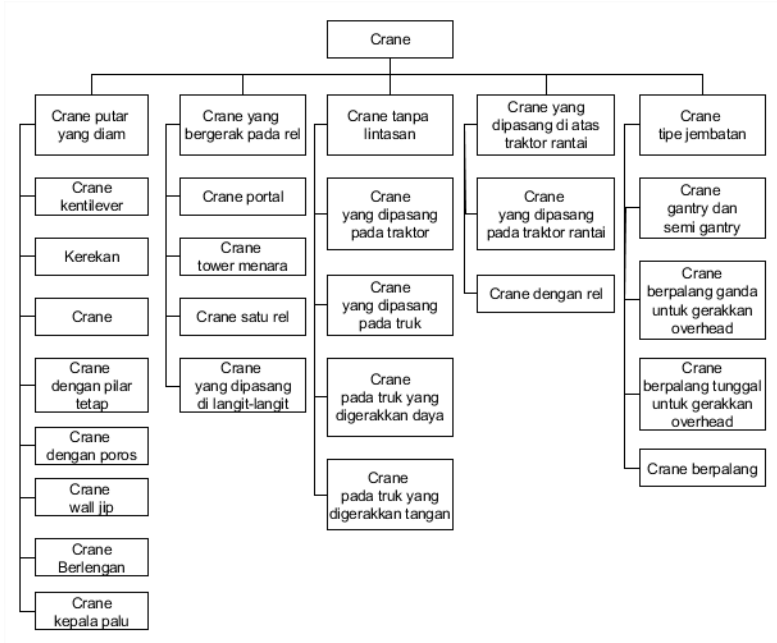 Crane
Crane putar
yang diam
Crane
kentilever
Kerekan
Crane
Crane
dengan pilar
tetap
Crane
dengan poros
Crane
wall jip
Crane
Berlengan
Crane
kepala palu
Crane yang
bergerak pada rel
Crane portal
Crane
tower menara
Crane satu rel
Crane
yang dipasang
di langit-langit
Crane tanpa
lintasan
Crane
yang dipasang
pada traktor
Crane
yang dipasang
pada truk
Crane
pada truk yang
digerakkan daya
Crane
pada truk yang
digerakkan tangan
Crane yang
dipasang di atas
traktor rantai
Crane
yang dipasang
pada traktor rantai
Crane dengan rel
Crane
tipe jembatan
Crane
gantry dan
semi gantry
Crane
berpalang ganda
untuk gerakkan
overhead
Crane
berpalang tunggal
untuk gerakkan
overhead
Crane berpalang